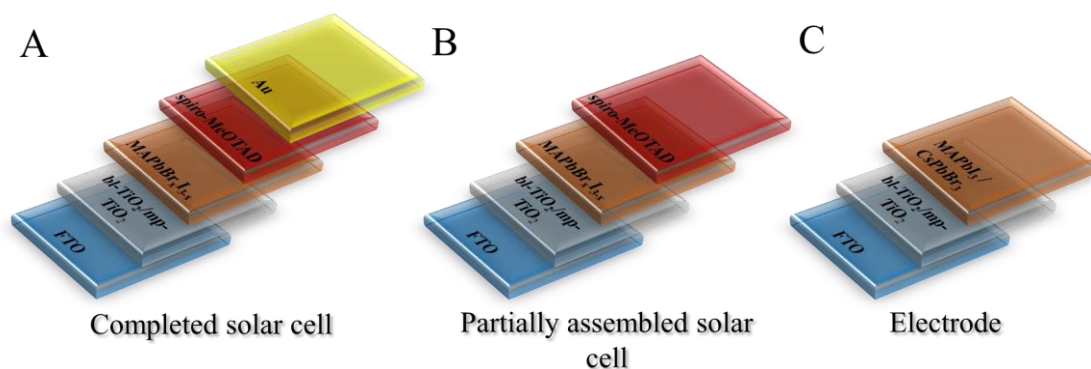 A
Au
spiro-MeOTAD
MAPbBrₓI₃₋ₓ
bl-TiO₂/mp-
TiO₂
FTO
Completed solar cell
B
spiro-MeOTAD
MAPbBrₓI₃₋ₓ
bl-TiO₂/mp-
TiO₂
FTO
Partially assembled solar
cell
C
MAPbI₃ /
CsPbBr₃
bl-TiO₂/mp-
TiO₂
FTO
Electrode